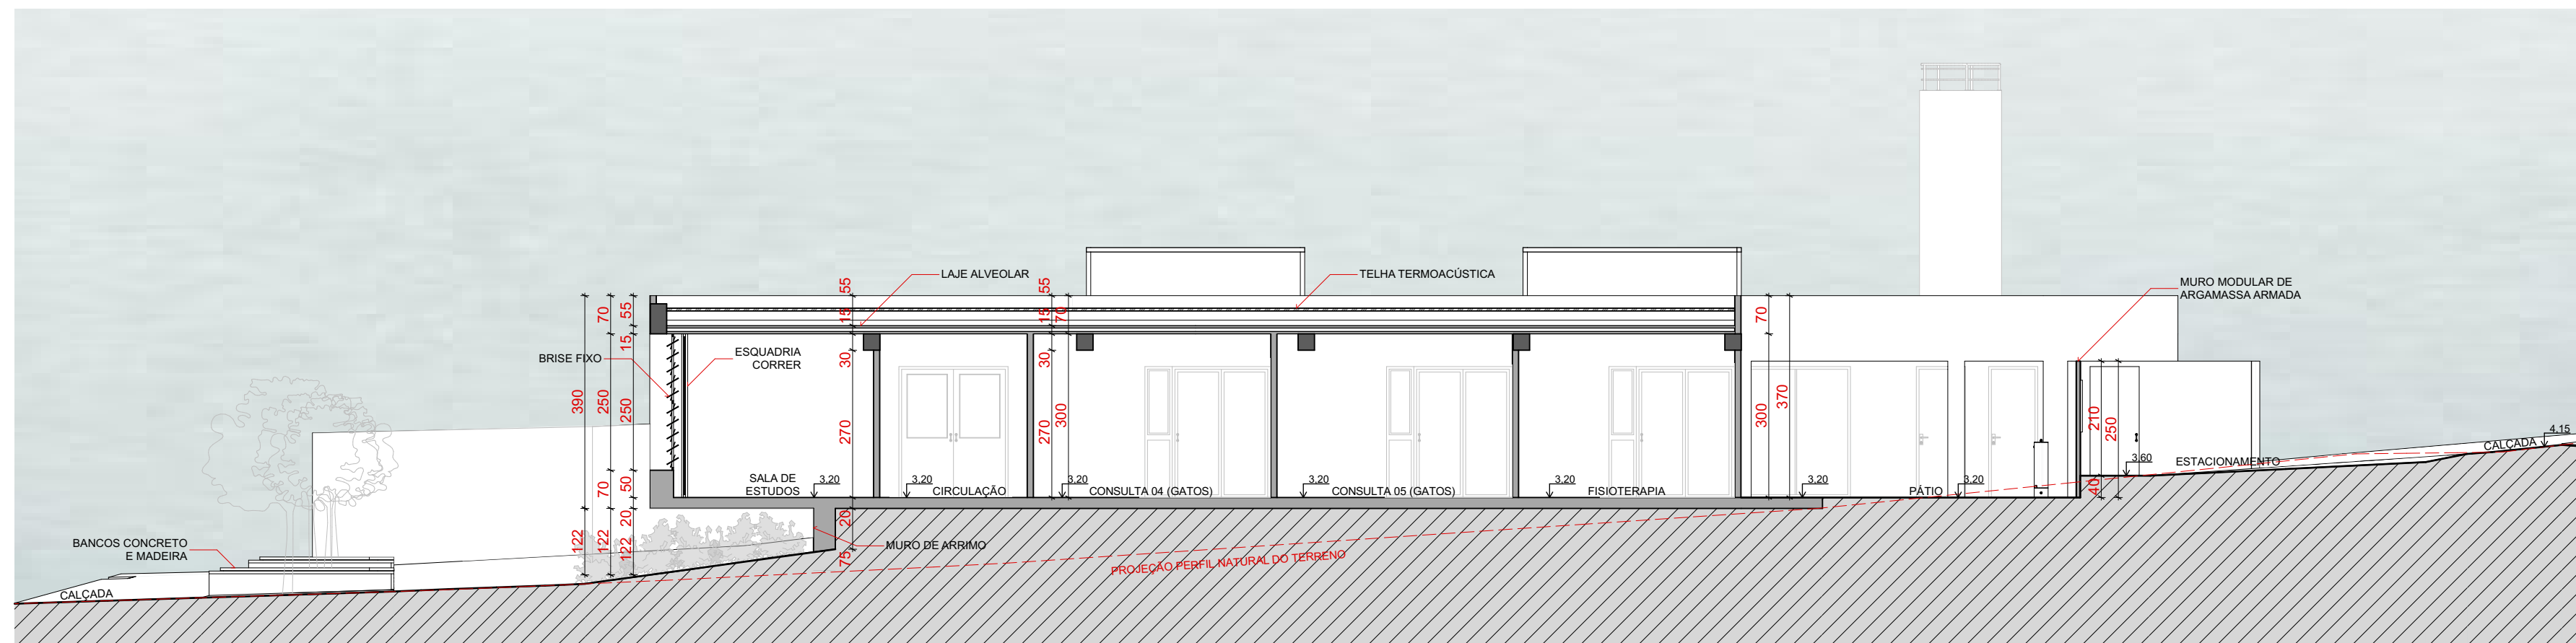 LAJE ALVEOLAR
TELHA TERMOACÚSTICA
MURO MODULAR DE
ARGAMASSA ARMADA
BRISE FIXO
ESQUADRIA
CORRER
390
70
250
70
122
122
55
15
250
50
20
122
55
15
30
270
20
75
55
15
30
270
70
300
70
300
370
210
250
40
SALA DE
ESTUDOS
3,20
3,20
CIRCULAÇÃO
3,20
CONSULTA 04 (GATOS)
3,20
CONSULTA 05 (GATOS)
3,20
FISIOTERAPIA
3,20
PÁTIO
3,20
3,60
ESTACIONAMENTO
CALÇADA
4,15
BANCOS CONCRETO
E MADEIRA
MURO DE ARRIMO
PROJEÇÃO PERFIL NATURAL DO TERRENO
CALÇADA